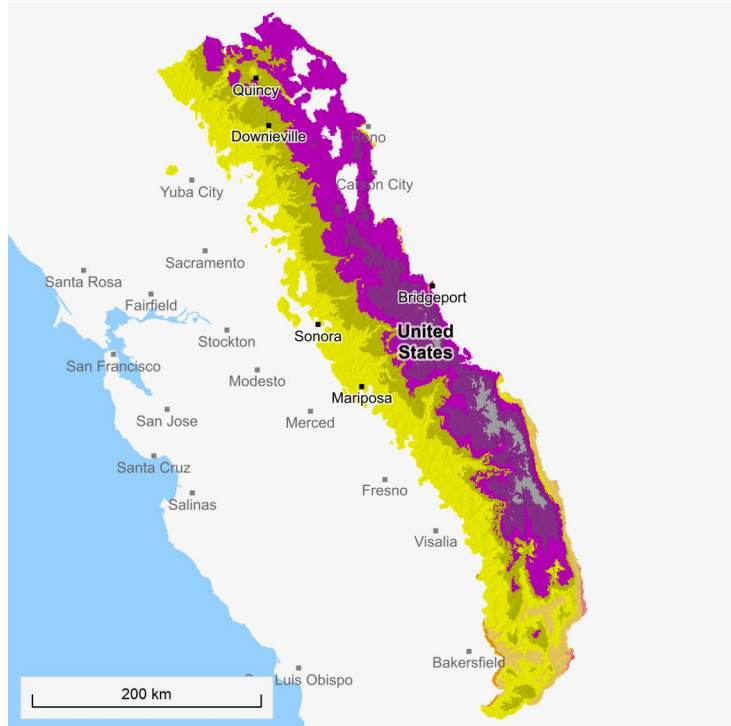 Quincy
Downieville
Reno
Carson City
Yuba City
Sacramento
Santa Rosa
Fairfield
Bridgeport
Sonora
United
States
Stockton
San Francisco
Modesto
Mariposa
San Jose
Merced
Santa Cruz
Fresno
Salinas
Visalia
Bakersfield
Luis Obispo
200 km